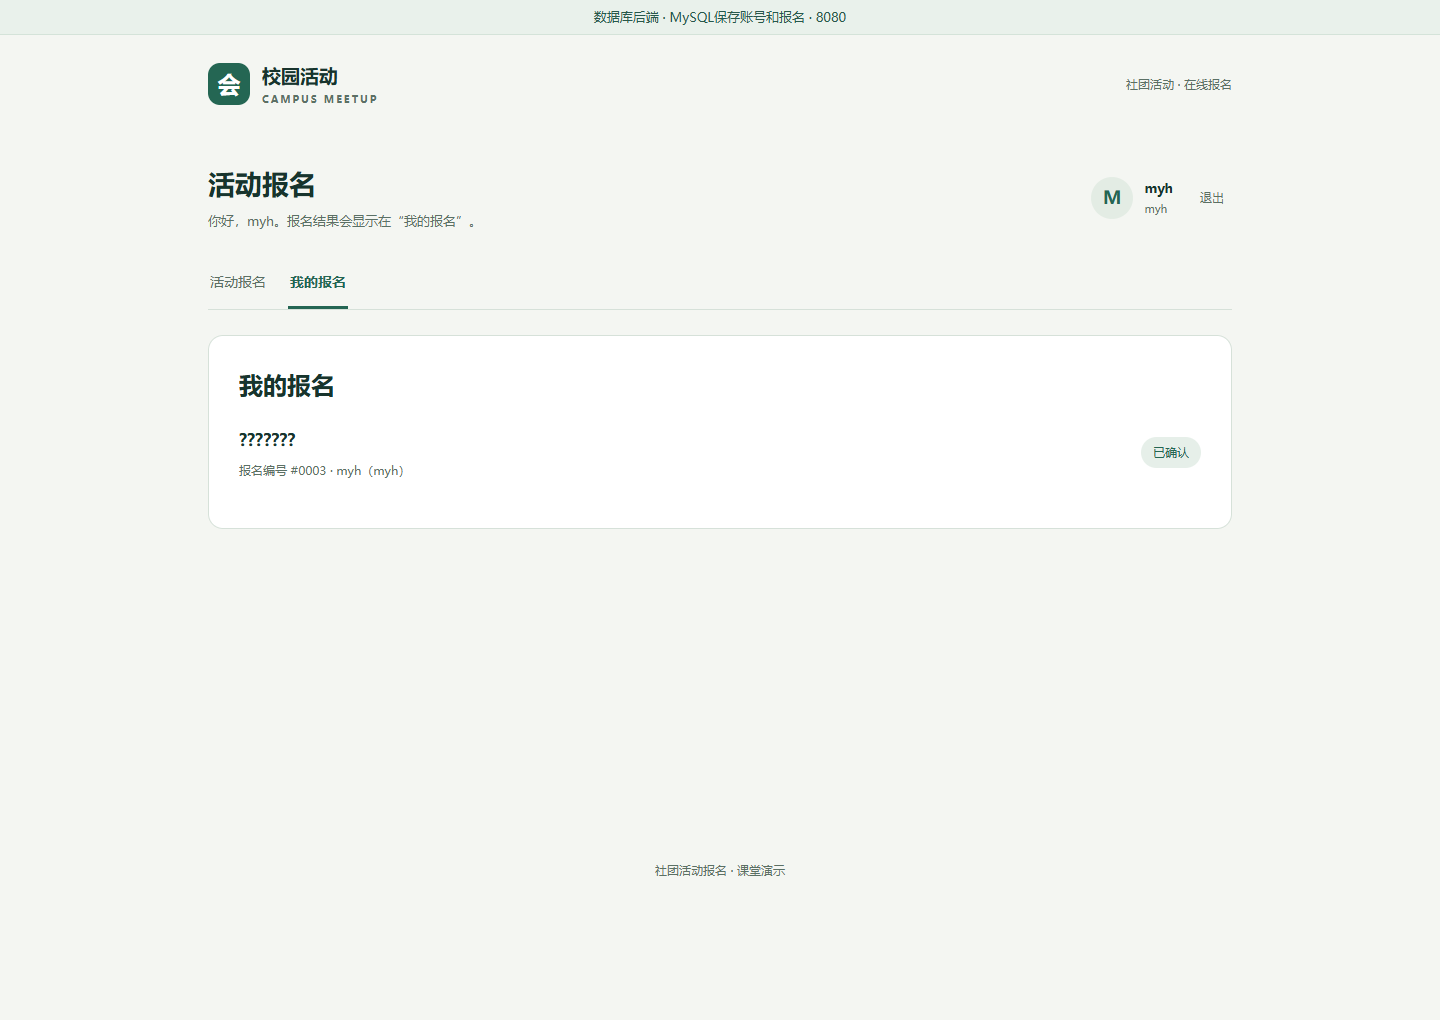 数据库后端 · MySQL保存账号和报名 · 8080
会
校园活动
CAMPUS MEETUP
社团活动 · 在线报名
活动报名
你好，myh。报名结果会显示在“我的报名”。
M
myh
myh
退出
活动报名
我的报名
我的报名
???????
报名编号 #0003 · myh（myh）
已确认
社团活动报名 · 课堂演示